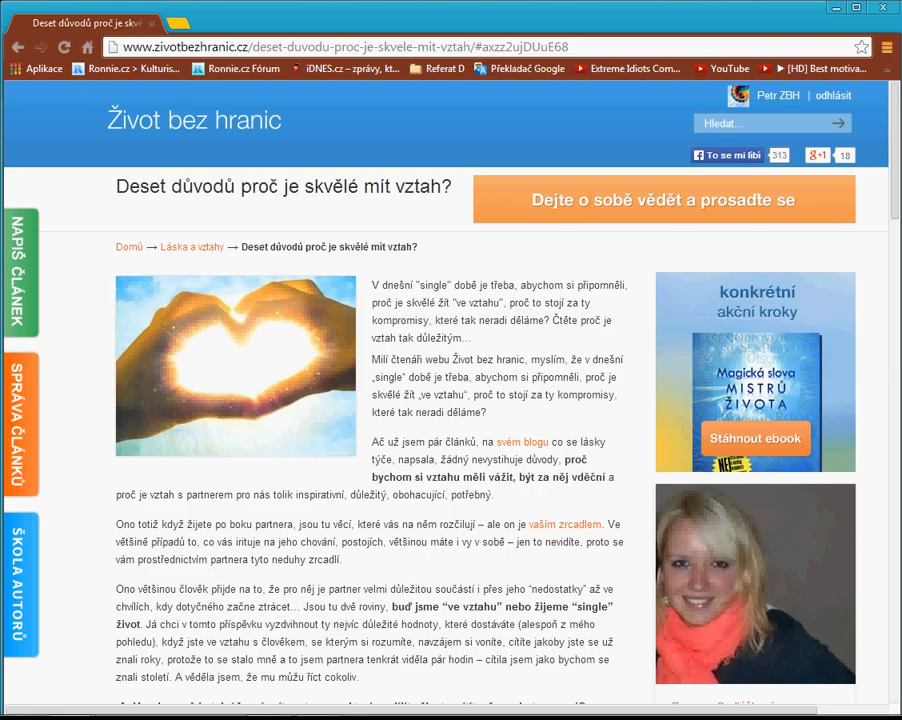 Deset důvodů proč je skvě
www.zivotbezhranic.cz/deset-duvodu-proc-je-skvele-mit-vztah/#axzz2ujDUuE68
Aplikace Ronnie.cz > Kulturis... Ronnie.cz Fórum iDNES.cz – zprávy, kt... Referat D Překladač Google Extreme Idiots Com... YouTube ► [HD] Best motiva... »
Petr ZBH | odhlásit
Život bez hranic
Hledat...
To se mi líbí 313 g+1 18
Deset důvodů proč je skvělé mít vztah?
Dejte o sobě vědět a prosaďte se
NAPIŠ ČLÁNEK
SPRÁVA ČLÁNKŮ
ŠKOLA AUTORŮ
Domů → Láska a vztahy → Deset důvodů proč je skvělé mít vztah?
V dnešní "single" době je třeba, abychom si připomněli,
proč je skvělé žít "ve vztahu", proč to stojí za ty
kompromisy, které tak neradi děláme? Čtěte proč je
vztah tak důležitým…
Milí čtenáři webu Život bez hranic, myslím, že v dnešní
„single“ době je třeba, abychom si připomněli, proč je
skvělé žít „ve vztahu“, proč to stojí za ty kompromisy,
které tak neradi děláme?
Ač už jsem pár článků, na svém blogu co se lásky
týče, napsala, žádný nevystihuje důvody, proč
bychom si vztahu měli vážit, být za něj vděční a
proč je vztah s partnerem pro nás tolik inspirativní, důležitý, obohacující, potřebný.
Ono totiž když žijete po boku partnera, jsou tu věcí, které vás na něm rozčilují – ale on je vaším zrcadlem. Ve
většině případů to, co vás irituje na jeho chování, postojích, většinou máte i vy v sobě – jen to nevidíte, proto se
vám prostřednictvím partnera tyto neduhy zrcadlí.
Ono většinou člověk přijde na to, že pro něj je partner velmi důležitou součástí i přes jeho “nedostatky” až ve
chvílích, kdy dotyčného začne ztrácet… Jsou tu dvě roviny, buď jsme “ve vztahu” nebo žijeme “single”
život. Já chci v tomto příspěvku vyzdvihnout ty nejvíc důležité hodnoty, které dostáváte (alespoň z mého
pohledu), když jste ve vztahu s člověkem, se kterým si rozumíte, navzájem si voníte, cítíte jakoby jste se už
znali roky, protože to se stalo mně a to jsem partnera tenkrát viděla pár hodin – cítila jsem jako bychom se
znali století. A věděla jsem, že mu můžu říct cokoliv.
konkrétní
akční kroky
Magická slova
MISTRŮ
ŽIVOTA
Stáhnout ebook